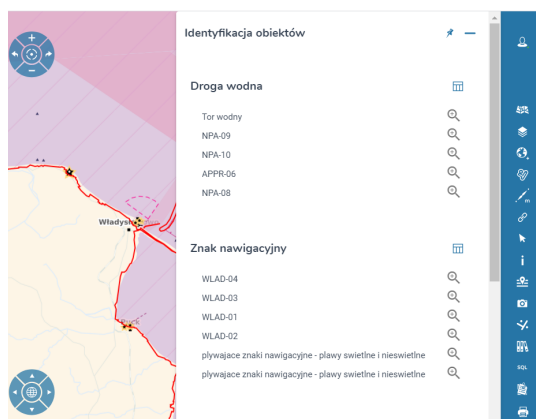 Identyfikacja obiektów
Droga wodna
Tor wodny
NPA-09
NPA-10
APPR-06
NPA-08
Znak nawigacyjny
WLAD-04
WLAD-03
WLAD-01
WLAD-02
plywajace znaki nawigacyjne - plawy swietlne i nieswietlne
plywajace znaki nawigacyjne - plawy swietlne i nieswietlne
m
SQL